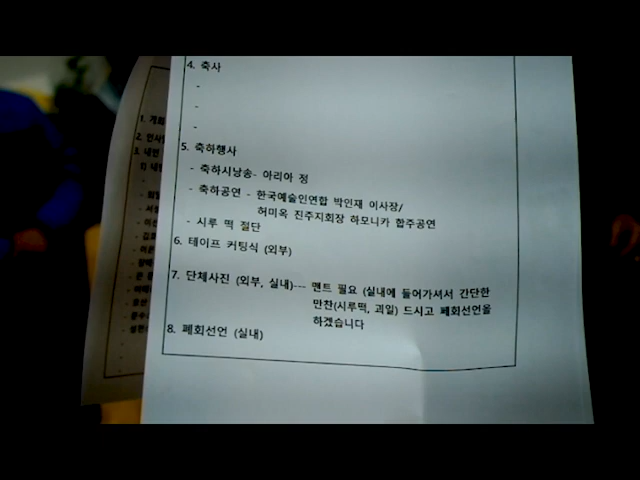 4. 축사
-
-
-
5. 축하행사
- 축하시낭송- 아리아 정
- 축하공연 - 한국예술인연합 박인재 이사장/
허미옥 진주지회장 하모니카 합주공연
- 시루 떡 절단
6. 테이프 커팅식 (외부)
7. 단체사진 (외부, 실내)--- 맨트 필요 (실내에 들어가셔서 간단한
만찬(시루떡, 괴일) 드시고 폐회선언을
하겠습니다
8. 폐회선언 (실내)